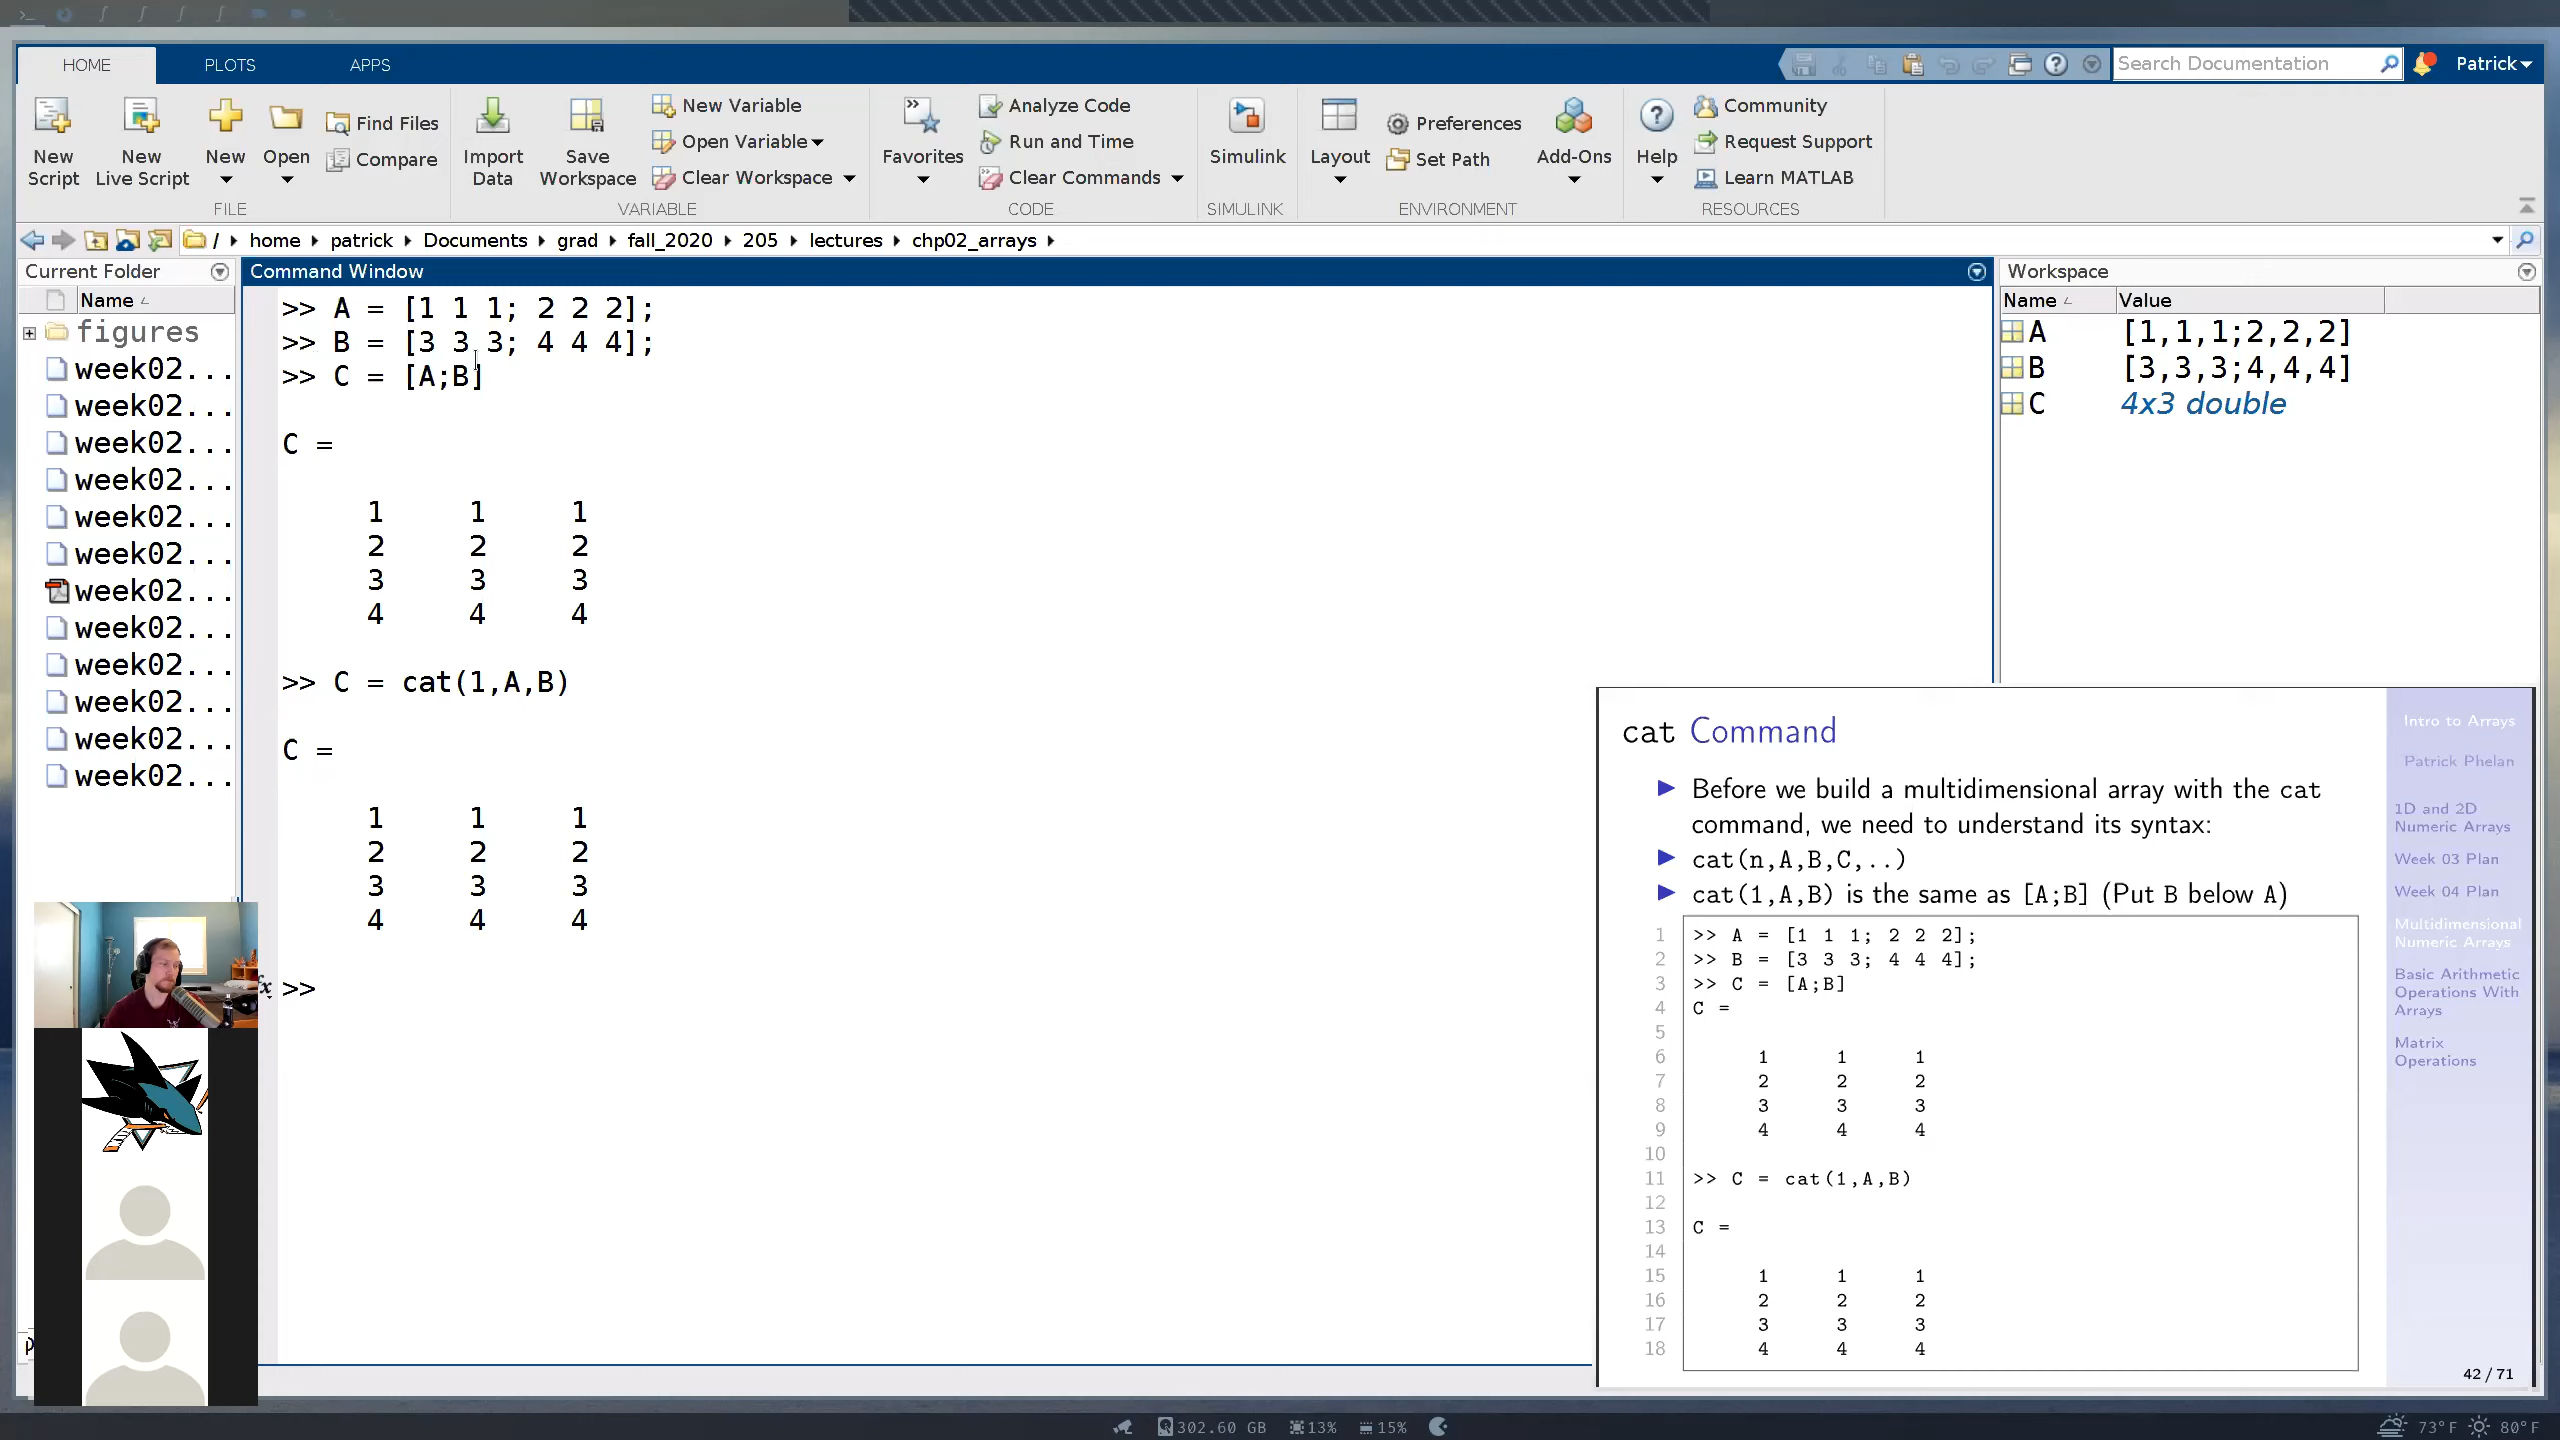 HOME PLOTS APPS
Search Documentation
Patrick
New Script
New Live Script
New
Open
Find Files
Compare
FILE
Import Data
Save Workspace
New Variable
Open Variable
Clear Workspace
VARIABLE
Favorites
Analyze Code
Run and Time
Clear Commands
CODE
Simulink
SIMULINK
Layout
Preferences
Set Path
Add-Ons
ENVIRONMENT
Help
Community
Request Support
Learn MATLAB
RESOURCES
/ home patrick Documents grad fall_2020 205 lectures chp02_arrays
Current Folder
Name
figures
week02...
week02...
week02...
week02...
week02...
week02...
week02...
week02...
week02...
week02...
week02...
week02...
Command Window
>> A = [1 1 1; 2 2 2];
>> B = [3 3 3; 4 4 4];
>> C = [A;B]
C =
1 1 1
2 2 2
3 3 3
4 4 4
>> C = cat(1,A,B)
C =
1 1 1
2 2 2
3 3 3
4 4 4
>>
Workspace
Name Value
A [1,1,1;2,2,2]
B [3,3,3;4,4,4]
C 4x3 double
cat Command
Before we build a multidimensional array with the cat
command, we need to understand its syntax:
cat(n,A,B,C,..)
cat(1,A,B) is the same as [A;B] (Put B below A)
1 >> A = [1 1 1; 2 2 2];
2 >> B = [3 3 3; 4 4 4];
3 >> C = [A;B]
4 C =
5
6 1 1 1
7 2 2 2
8 3 3 3
9 4 4 4
10
11 >> C = cat(1,A,B)
12
13 C =
14
15 1 1 1
16 2 2 2
17 3 3 3
18 4 4 4
Intro to Arrays
Patrick Phelan
1D and 2D
Numeric Arrays
Week 03 Plan
Week 04 Plan
Multidimensional
Numeric Arrays
Basic Arithmetic
Operations With
Arrays
Matrix
Operations
42 / 71
302.60 GB 13% 15%
73°F 80°F